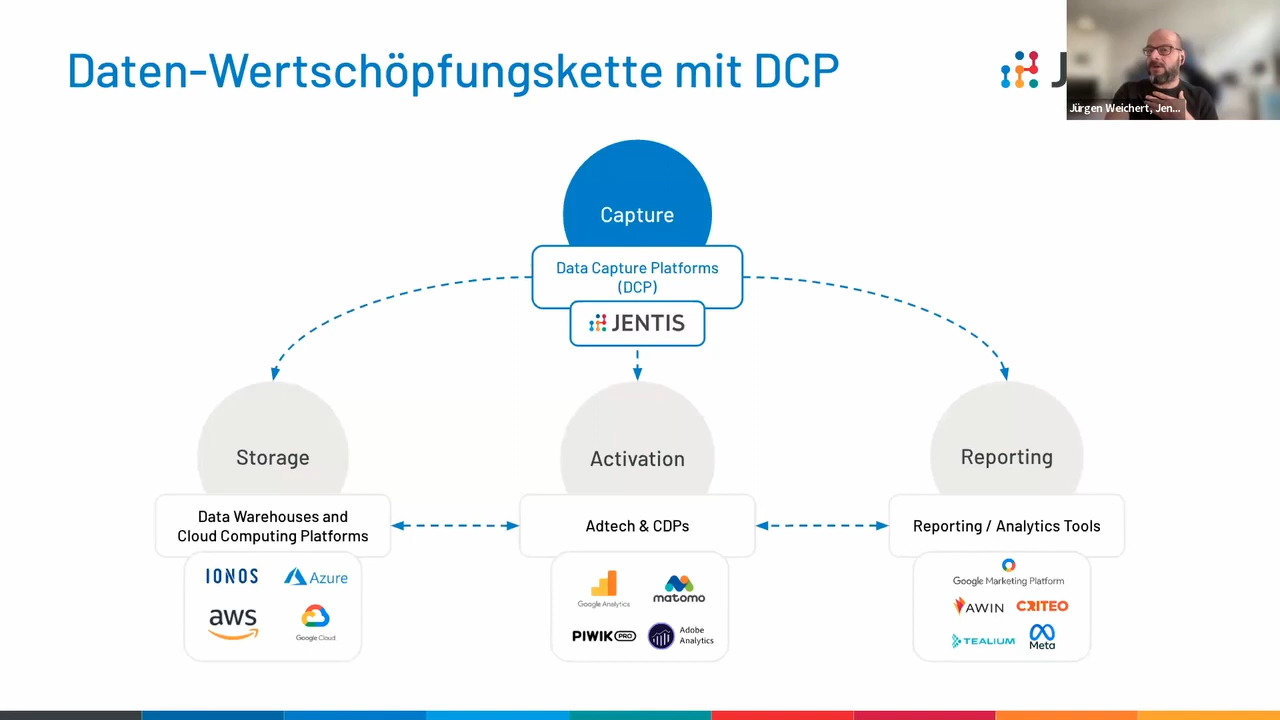 Daten-Wertschöpfungskette mit DCP
J
Jürgen Weichert, Jen...
Capture
Data Capture Platforms
(DCP)
JENTIS
Storage
Activation
Reporting
Data Warehouses and
Cloud Computing Platforms
Adtech & CDPs
Reporting / Analytics Tools
IONOS
Azure
aws
Google Cloud
Google Analytics
matomo
PIWIK PRO
Adobe
Analytics
Google Marketing Platform
AWIN
CRITEO
TEALIUM
Meta